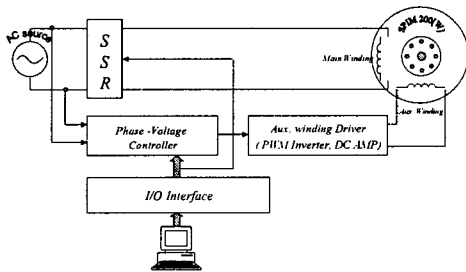 AC source
S
S
R
SPIM 200(W)
Main Winding
Aux. Winding
Phase -Voltage
Controller
Aux. winding Driver
( PWM Inverter, DC AMP)
I/O Interface